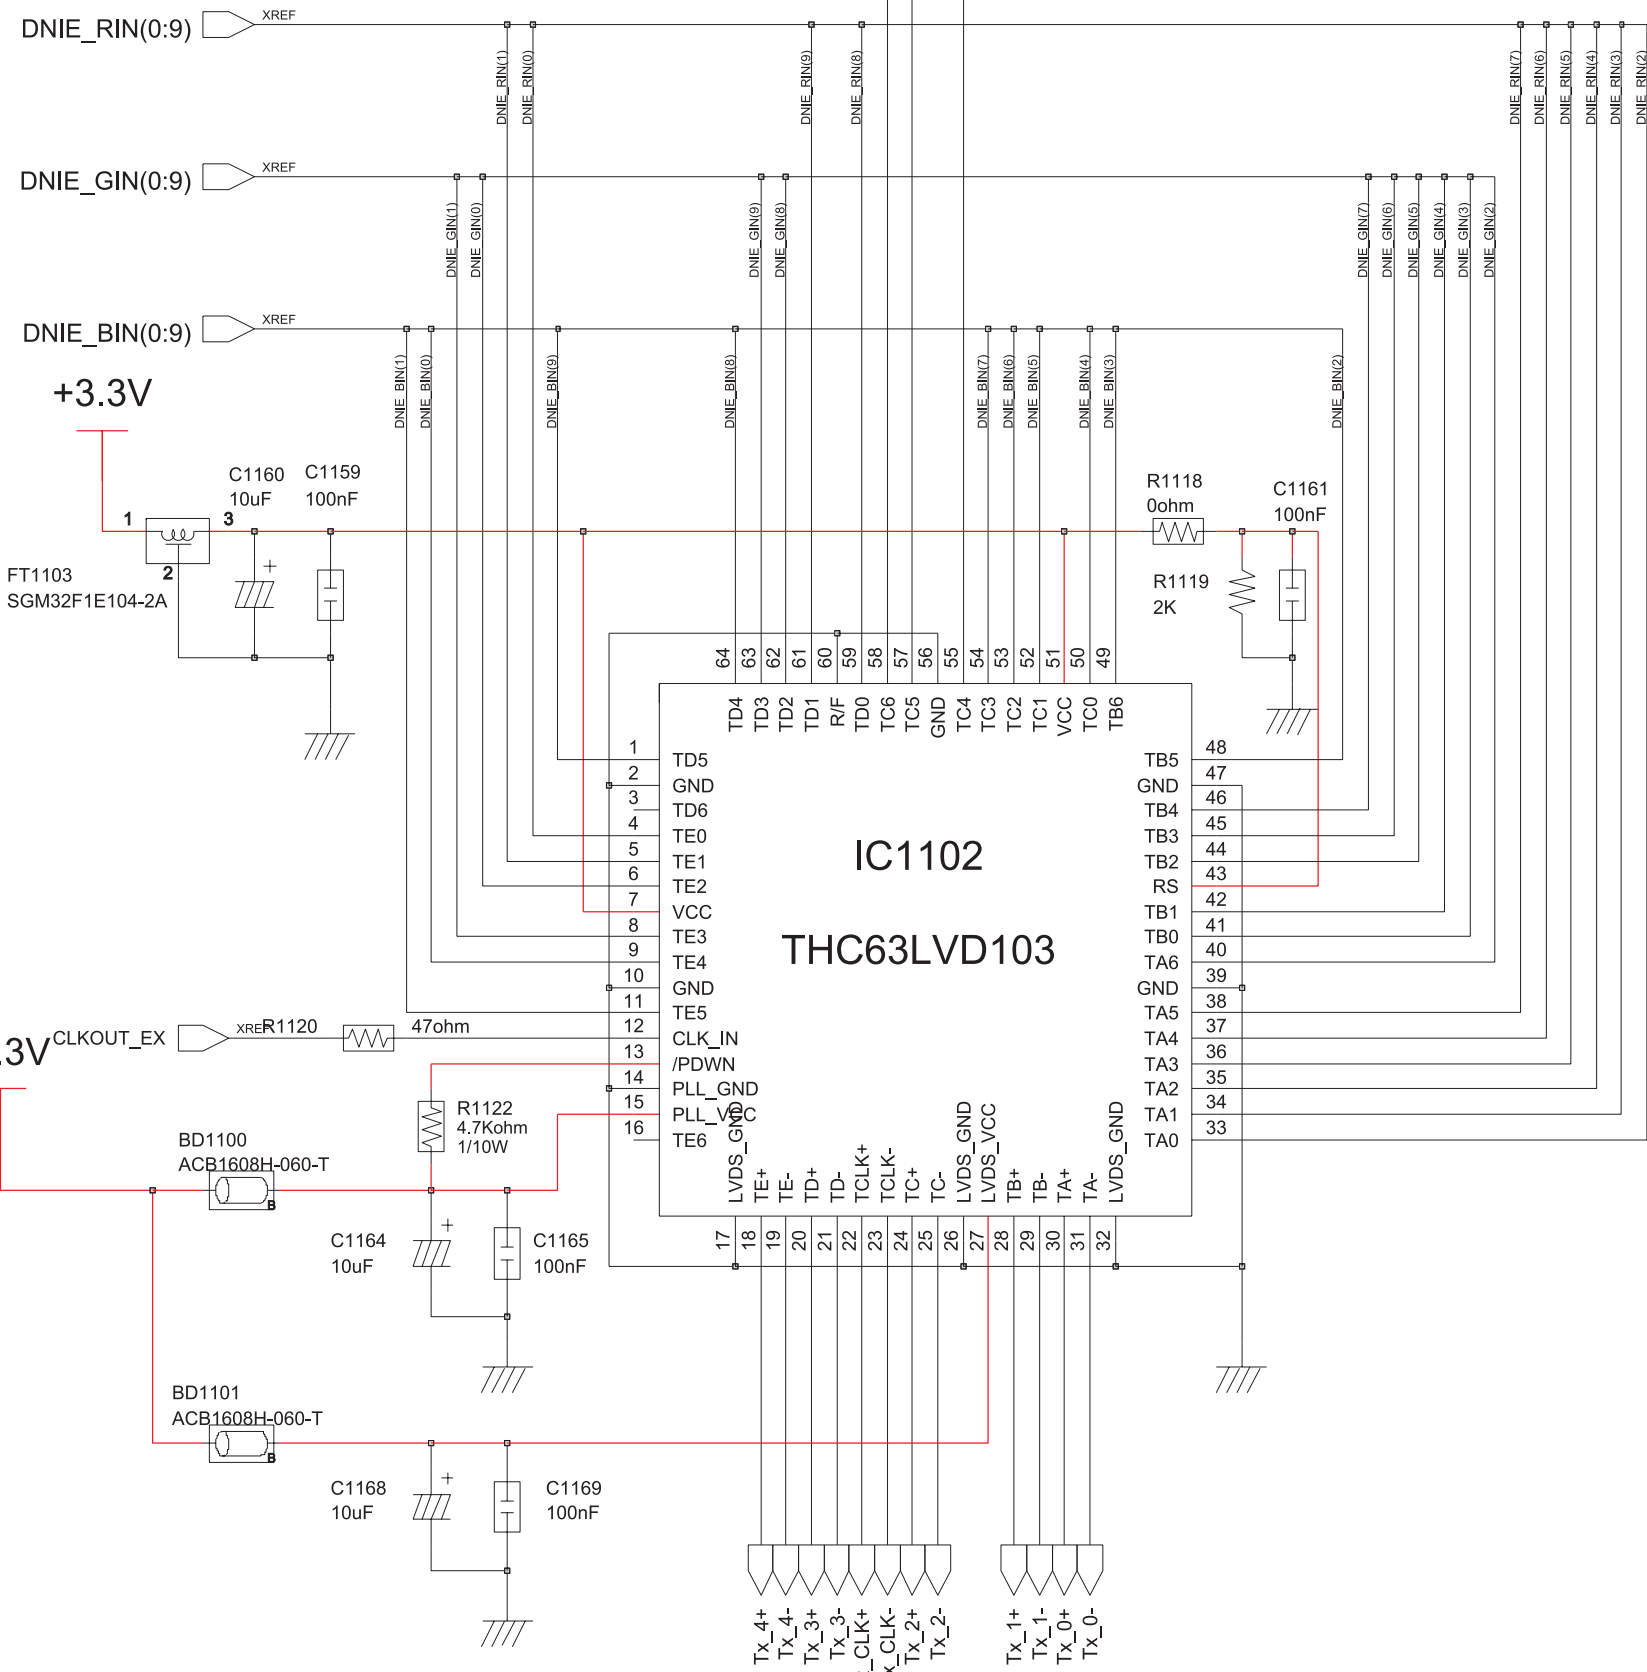 DNIE_RIN(0:9)
XREF
DNIE_RIN(1)
DNIE_RIN(0)
DNIE_RIN(9)
DNIE_RIN(8)
DNIE_RIN(7)
DNIE_RIN(6)
DNIE_RIN(5)
DNIE_RIN(4)
DNIE_RIN(3)
DNIE_RIN(2)
DNIE_GIN(0:9)
XREF
DNIE_GIN(1)
DNIE_GIN(0)
DNIE_GIN(9)
DNIE_GIN(8)
DNIE_GIN(7)
DNIE_GIN(6)
DNIE_GIN(5)
DNIE_GIN(4)
DNIE_GIN(3)
DNIE_GIN(2)
DNIE_BIN(0:9)
XREF
DNIE_BIN(1)
DNIE_BIN(0)
DNIE_BIN(9)
DNIE_BIN(8)
DNIE_BIN(7)
DNIE_BIN(6)
DNIE_BIN(5)
DNIE_BIN(4)
DNIE_BIN(3)
DNIE_BIN(2)
+3.3V
C1160
10uF
C1159
100nF
1
3
2
+
FT1103
SGM32F1E104-2A
R1118
0ohm
C1161
100nF
R1119
2K
64
63
62
61
60
59
58
57
56
55
54
53
52
51
50
49
TD4
TD3
TD2
TD1
R/F
TD0
TC6
TC5
GND
TC4
TC3
TC2
TC1
VCC
TC0
TB6
1 TD5
2 GND
3 TD6
4 TE0
5 TE1
6 TE2
7 VCC
8 TE3
9 TE4
10 GND
11 TE5
12 CLK_IN
13 /PDWN
14 PLL_GND
15 PLL_VCC
16 TE6
IC1102
THC63LVD103
TB5 48
GND 47
TB4 46
TB3 45
TB2 44
RS 43
TB1 42
TB0 41
TA6 40
GND 39
TA5 38
TA4 37
TA3 36
TA2 35
TA1 34
TA0 33
.3V
CLKOUT_EX
XREF
R1120
47ohm
R1122
4.7Kohm
1/10W
BD1100
ACB1608H-060-T
B
LVDS_GND
TE+
TE-
TD+
TD-
TCLK+
TCLK-
TC+
TC-
LVDS_GND
LVDS_VCC
TB+
TB-
TA+
TA-
LVDS_GND
17
18
19
20
21
22
23
24
25
26
27
28
29
30
31
32
C1164
10uF
+
C1165
100nF
BD1101
ACB1608H-060-T
B
C1168
10uF
+
C1169
100nF
Tx_4+
Tx_4-
Tx_3+
Tx_3-
_CLK+
x_CLK-
Tx_2+
Tx_2-
Tx_1+
Tx_1-
Tx_0+
Tx_0-